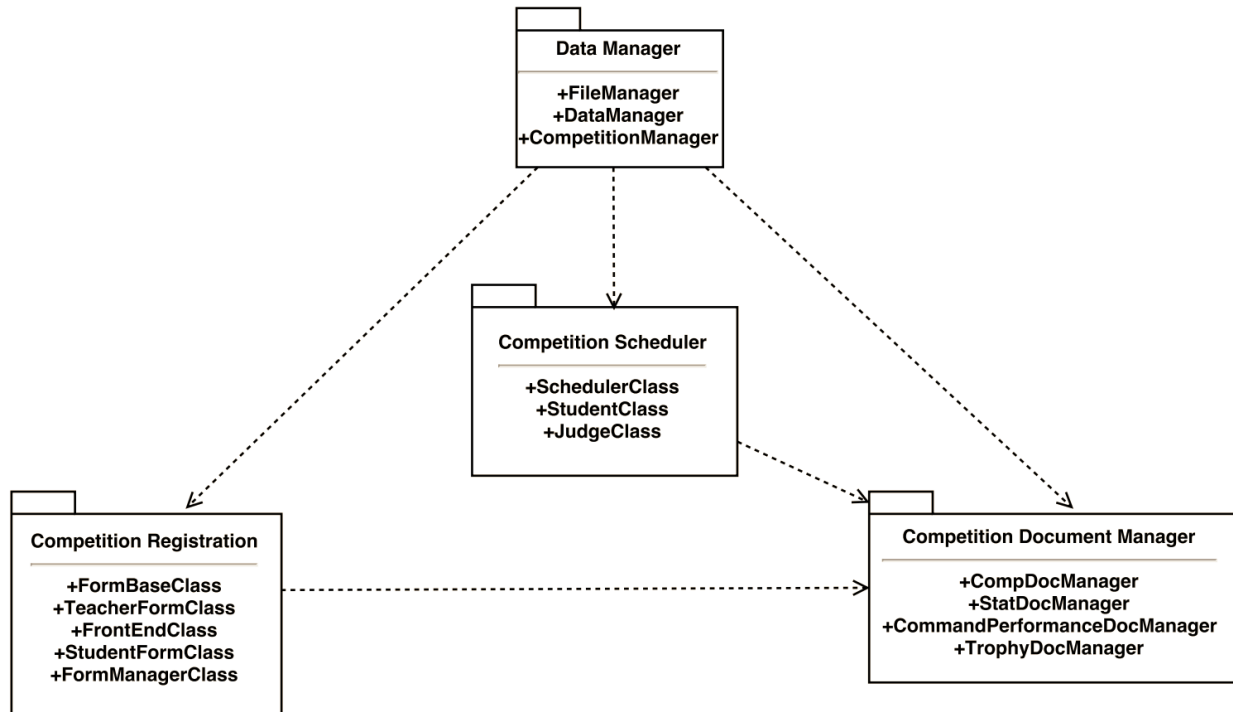 Data Manager
+FileManager
+DataManager
+CompetitionManager
Competition Scheduler
+SchedulerClass
+StudentClass
+JudgeClass
Competition Registration
+FormBaseClass
+TeacherFormClass
+FrontEndClass
+StudentFormClass
+FormManagerClass
Competition Document Manager
+CompDocManager
+StatDocManager
+CommandPerformanceDocManager
+TrophyDocManager